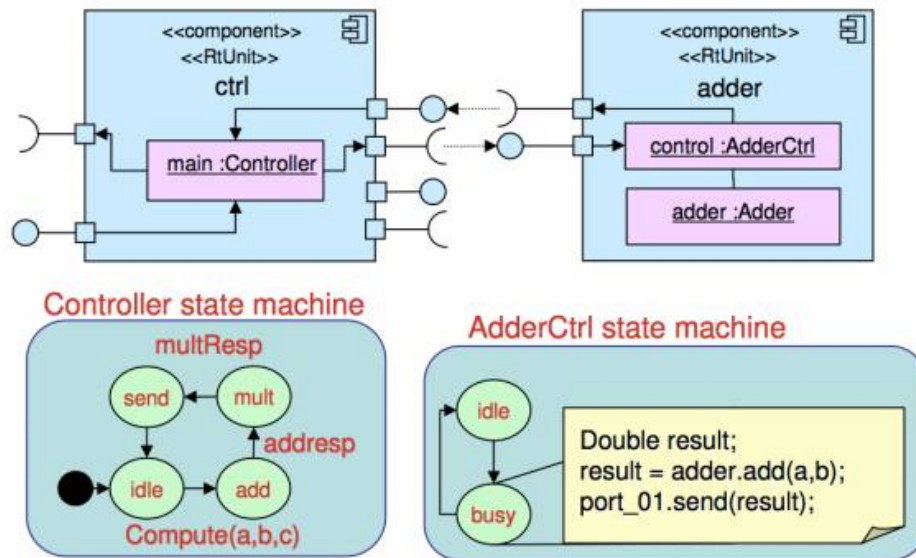 <<component>>
<<RtUnit>>
ctrl
main :Controller
<<component>>
<<RtUnit>>
adder
control :AdderCtrl
adder :Adder
Controller state machine
multResp
send
mult
addresp
idle
add
Compute(a,b,c)
AdderCtrl state machine
idle
busy
Double result;
result = adder.add(a,b);
port_01.send(result);